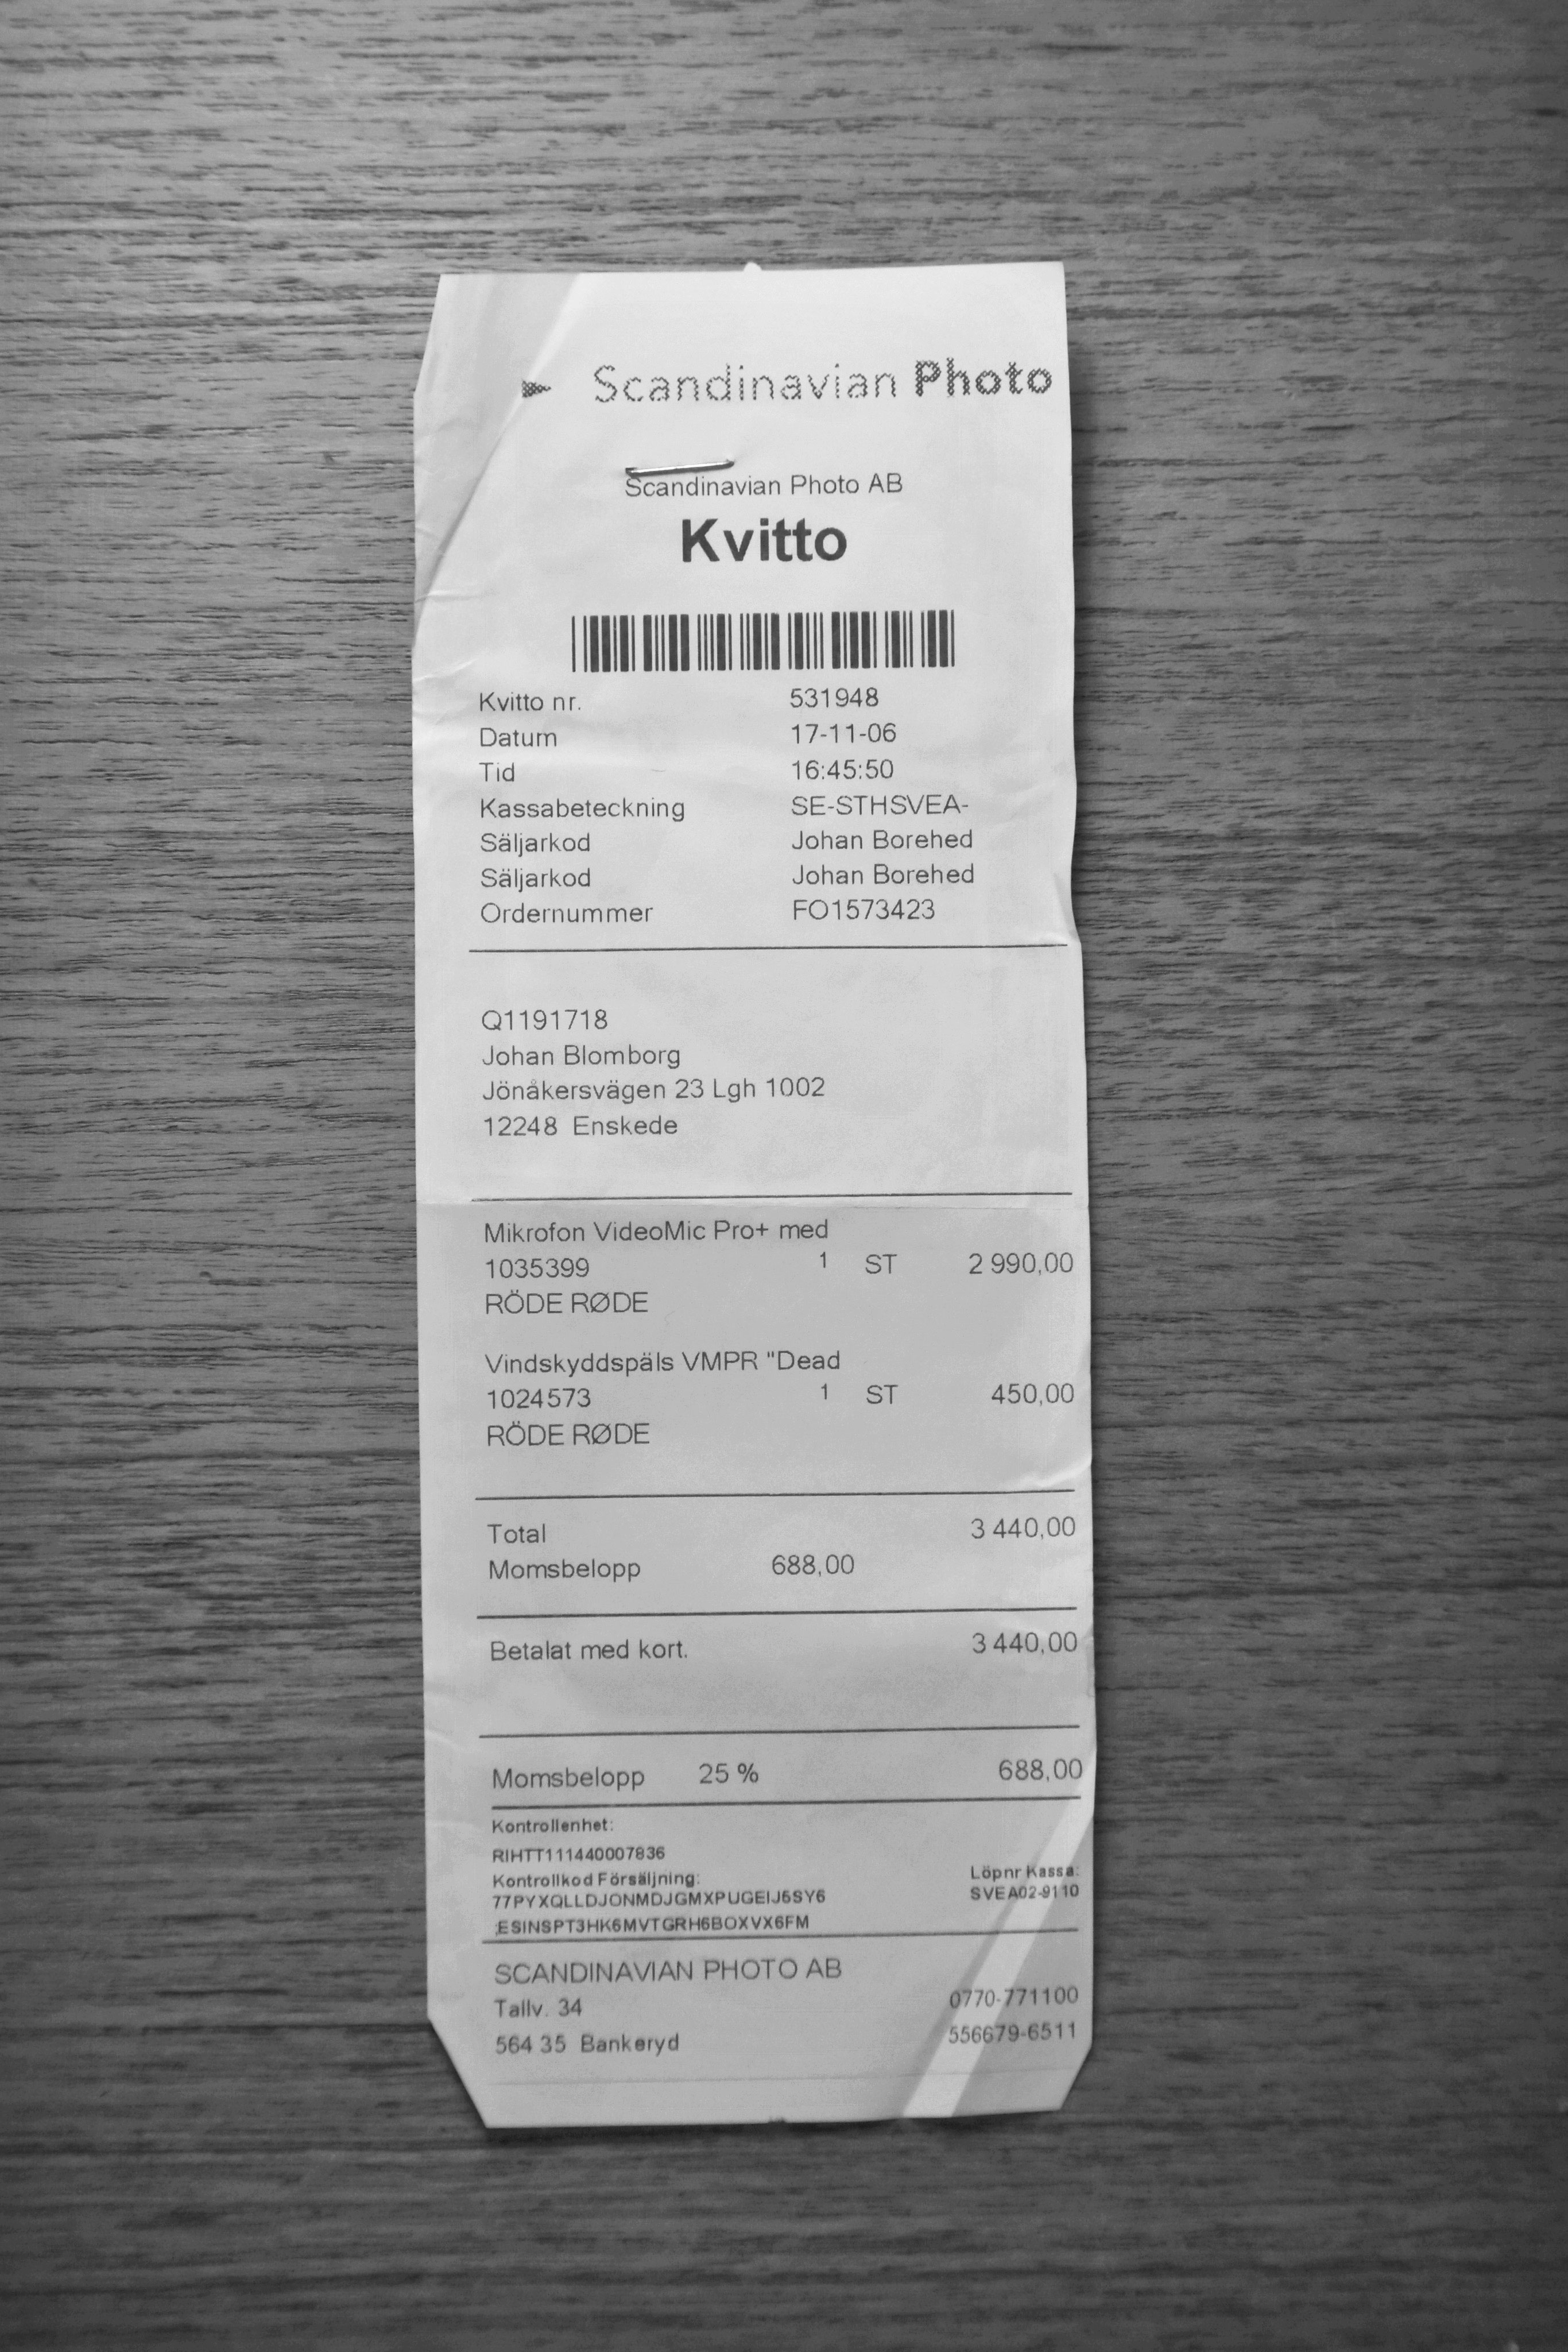 Scandinavian Photo
Scandinavian Photo AB
Kvitto
Kvitto nr. 531948
Datum 17-11-06
Tid 16:45:50
Kassabeteckning SE-STHSVEA-
Säljarkod Johan Borehed
Säljarkod Johan Borehed
Ordernummer FO1573423
Q1191718
Johan Blomborg
Jönåkersvägen 23 Lgh 1002
12248 Enskede
Mikrofon VideoMic Pro+ med
1035399 1 ST 2 990,00
RÖDE RØDE
Vindskyddspäls VMPR "Dead
1024573 1 ST 450,00
RÖDE RØDE
Total 3 440,00
Momsbelopp 688,00
Betalat med kort. 3 440,00
Momsbelopp 25 % 688,00
Kontrollenhet:
RIHTT111440007836
Kontrollkod Försäljning: Löpnr Kassa:
77PYXQLLDJONMDJGMXPUGEIJ6SY6 SVEA02-9110
;ESINSPT3HK6MVTGRH6BOXVX6FM
SCANDINAVIAN PHOTO AB
Tallv. 34 0770-771100
564 35 Bankeryd 556679-6511